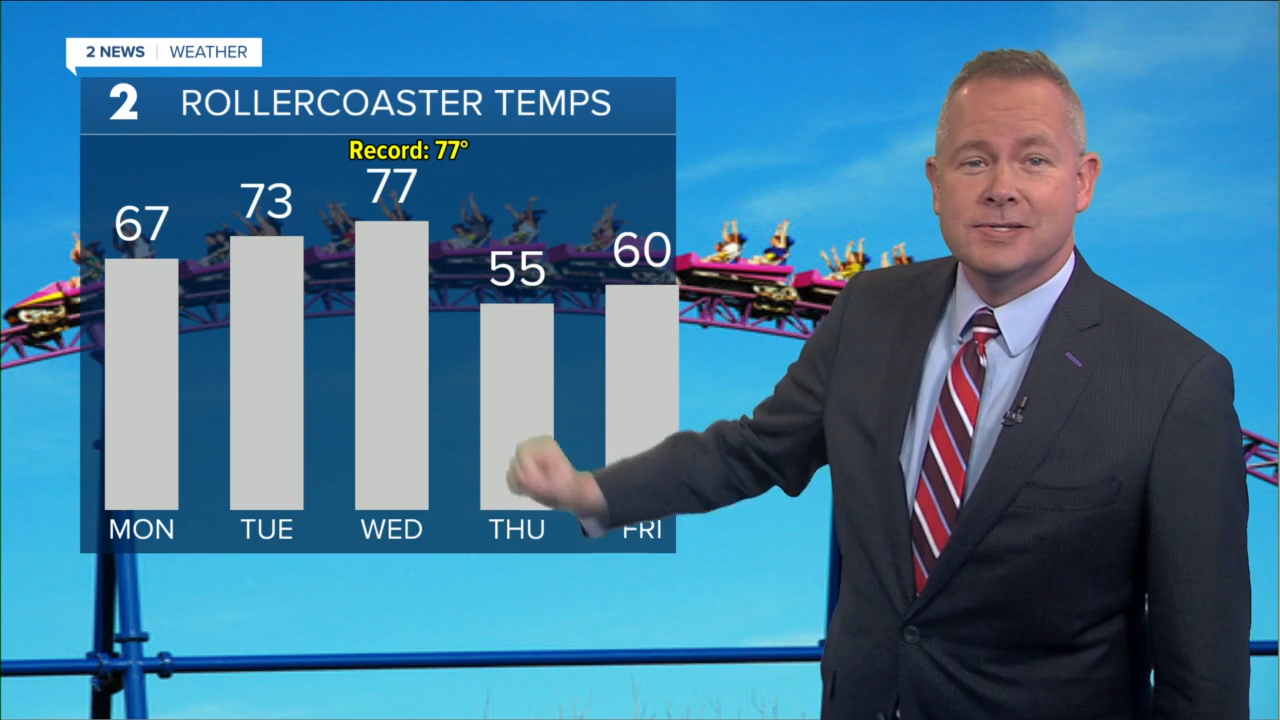 2 NEWS | WEATHER
2 ROLLERCOASTER TEMPS
Record: 77°
67 73 77 55 60
MON TUE WED THU FRI